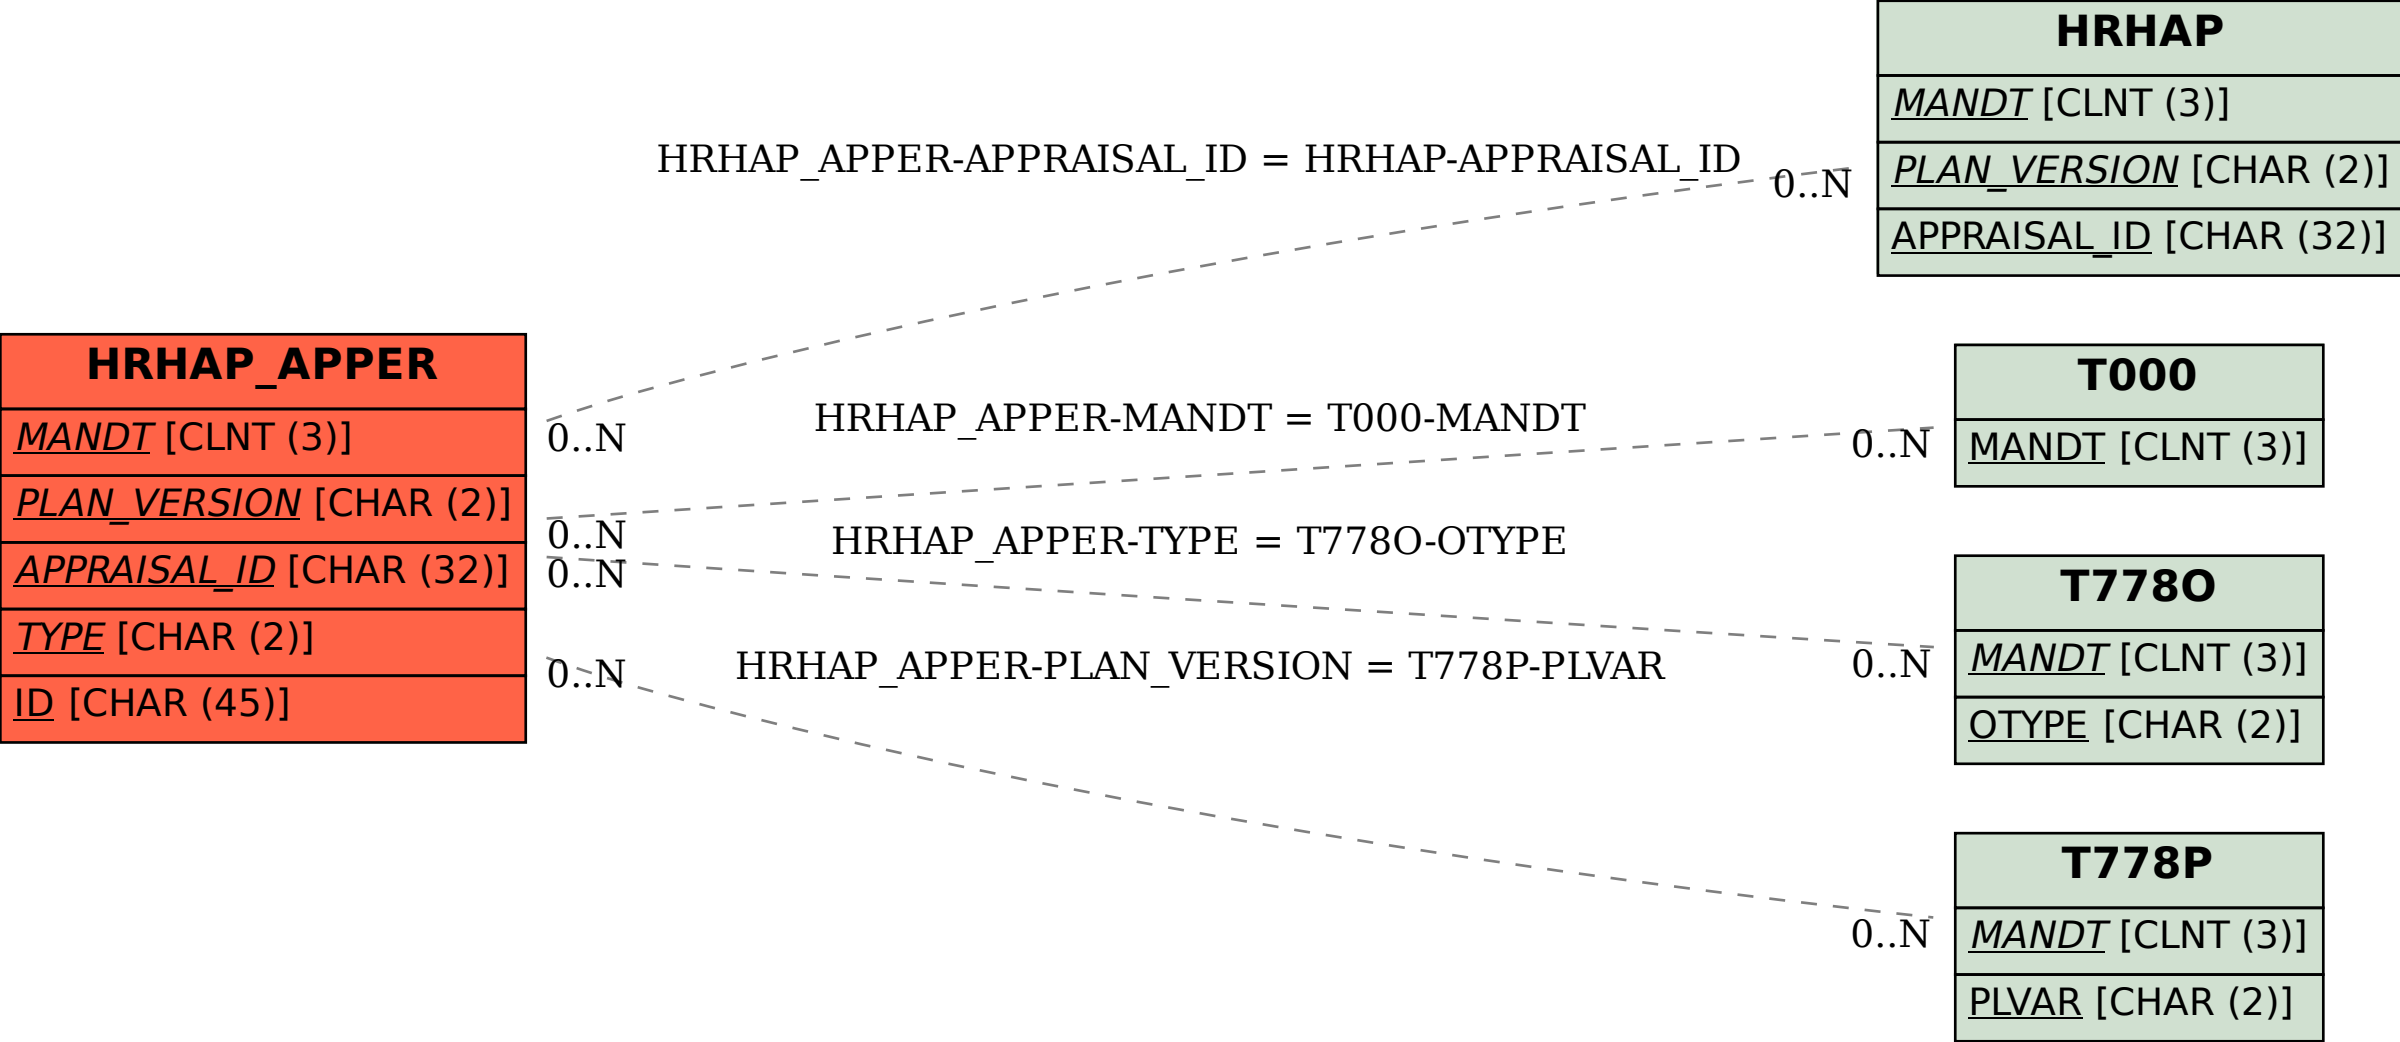 HRHAP_APPER
MANDT [CLNT (3)]
PLAN_VERSION [CHAR (2)]
APPRAISAL_ID [CHAR (32)]
TYPE [CHAR (2)]
ID [CHAR (45)]
HRHAP_APPER-APPRAISAL_ID = HRHAP-APPRAISAL_ID
0..N
0..N
HRHAP_APPER-MANDT = T000-MANDT
0..N
0..N
HRHAP_APPER-TYPE = T778O-OTYPE
0..N
0..N
HRHAP_APPER-PLAN_VERSION = T778P-PLVAR
0..N
0..N
HRHAP
MANDT [CLNT (3)]
PLAN_VERSION [CHAR (2)]
APPRAISAL_ID [CHAR (32)]
T000
MANDT [CLNT (3)]
T778O
MANDT [CLNT (3)]
OTYPE [CHAR (2)]
T778P
MANDT [CLNT (3)]
PLVAR [CHAR (2)]